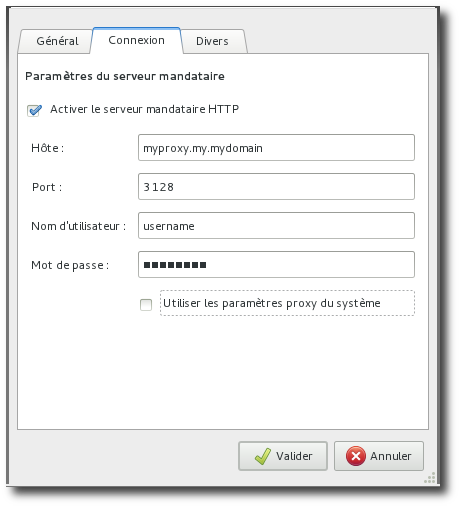 Général Connexion Divers
Paramètres du serveur mandataire
Activer le serveur mandataire HTTP
Hôte : myproxy.my.mydomain
Port : 3128
Nom d'utilisateur : username
Mot de passe : ■■■■■■■■
Utiliser les paramètres proxy du système
Valider Annuler